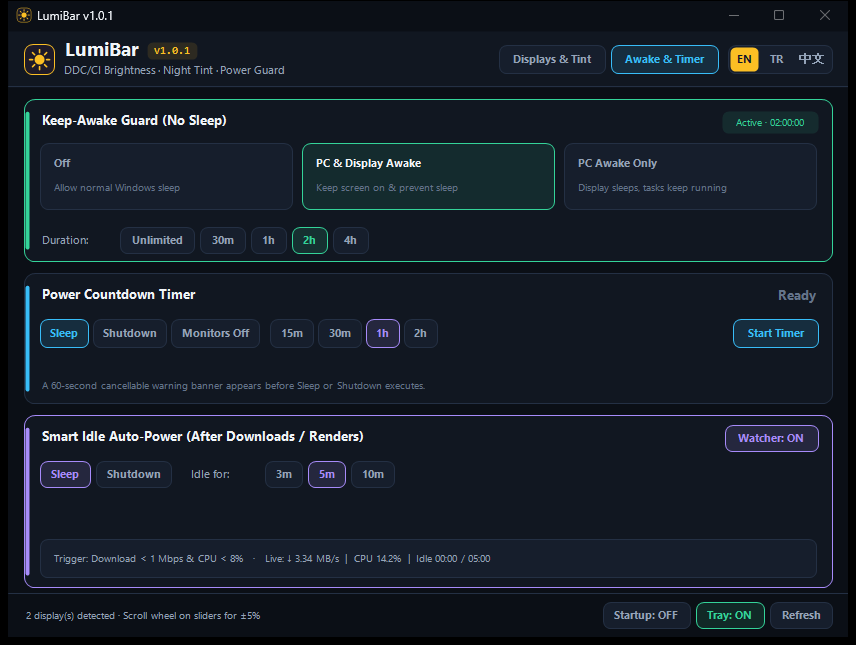 LumiBar v1.0.1
LumiBar v1.0.1
DDC/CI Brightness · Night Tint · Power Guard
Displays & Tint Awake & Timer EN TR 中文
Keep-Awake Guard (No Sleep) Active · 02:00:00
Off PC & Display Awake PC Awake Only
Allow normal Windows sleep Keep screen on & prevent sleep Display sleeps, tasks keep running
Duration: Unlimited 30m 1h 2h 4h
Power Countdown Timer Ready
Sleep Shutdown Monitors Off 15m 30m 1h 2h Start Timer
A 60-second cancellable warning banner appears before Sleep or Shutdown executes.
Smart Idle Auto-Power (After Downloads / Renders) Watcher: ON
Sleep Shutdown Idle for: 3m 5m 10m
Trigger: Download < 1 Mbps & CPU < 8% · Live: ↓ 3.34 MB/s | CPU 14.2% | Idle 00:00 / 05:00
2 display(s) detected · Scroll wheel on sliders for ±5% Startup: OFF Tray: ON Refresh